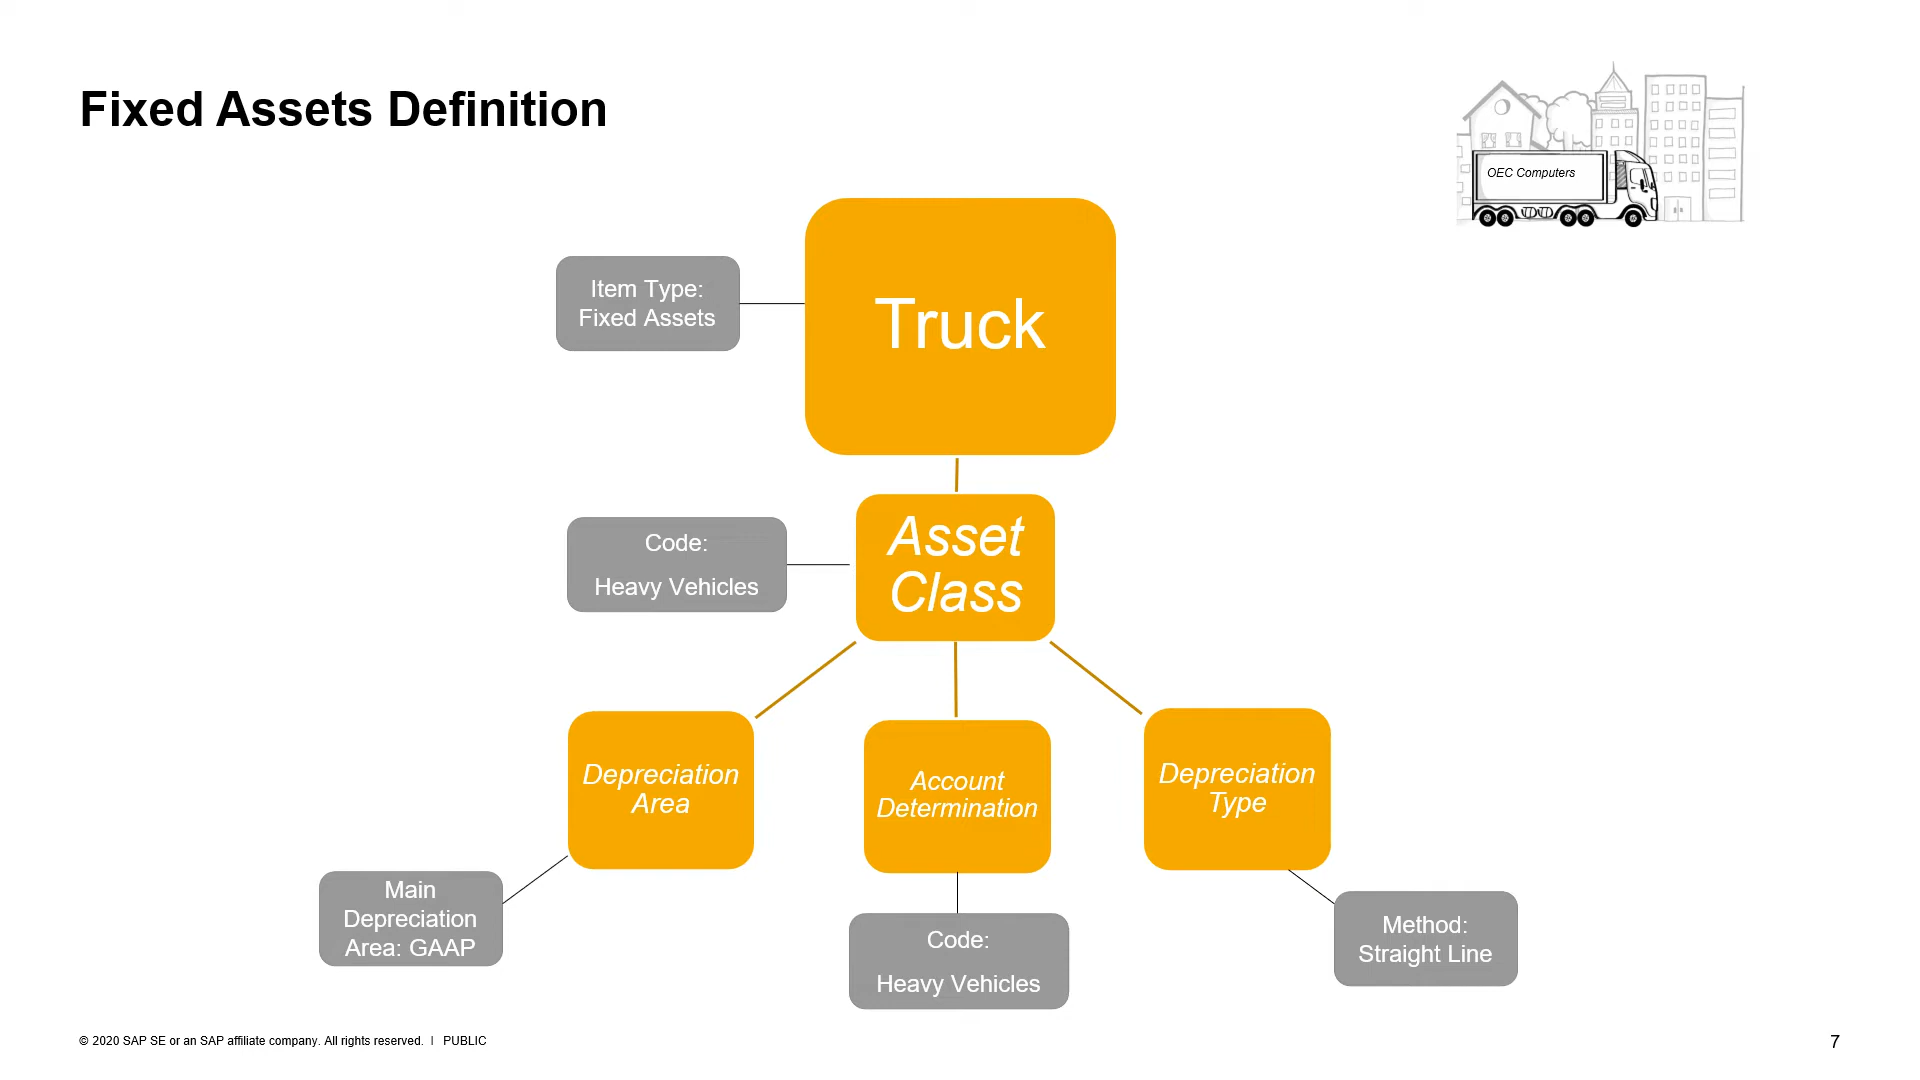 Fixed Assets Definition
OEC Computers
Item Type:
Fixed Assets
Truck
Code:
Heavy Vehicles
Asset
Class
Depreciation
Area
Account
Determination
Depreciation
Type
Main
Depreciation
Area: GAAP
Code:
Heavy Vehicles
Method:
Straight Line
© 2020 SAP SE or an SAP affiliate company. All rights reserved. | PUBLIC
7